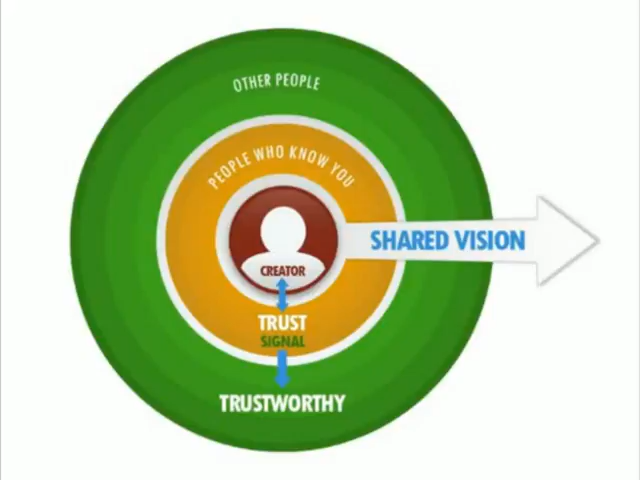 OTHER PEOPLE
PEOPLE WHO KNOW YOU
SHARED VISION
CREATOR
TRUST
SIGNAL
TRUSTWORTHY